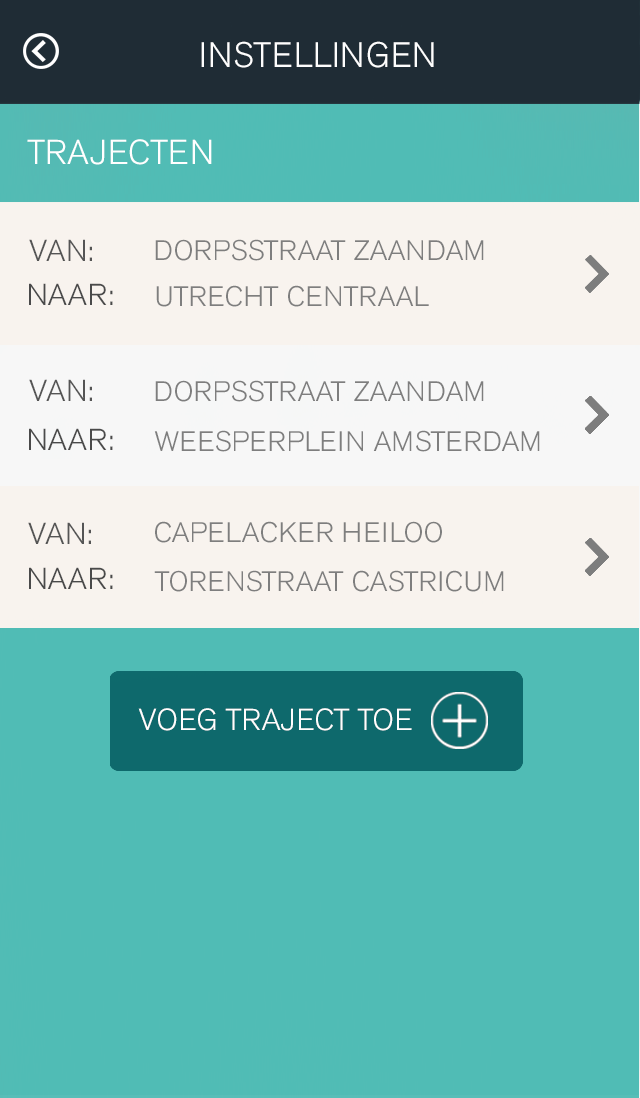 INSTELLINGEN
TRAJECTEN
VAN: DORPSSTRAAT ZAANDAM
NAAR: UTRECHT CENTRAAL
VAN: DORPSSTRAAT ZAANDAM
NAAR: WEESPERPLEIN AMSTERDAM
VAN: CAPELACKER HEILOO
NAAR: TORENSTRAAT CASTRICUM
VOEG TRAJECT TOE